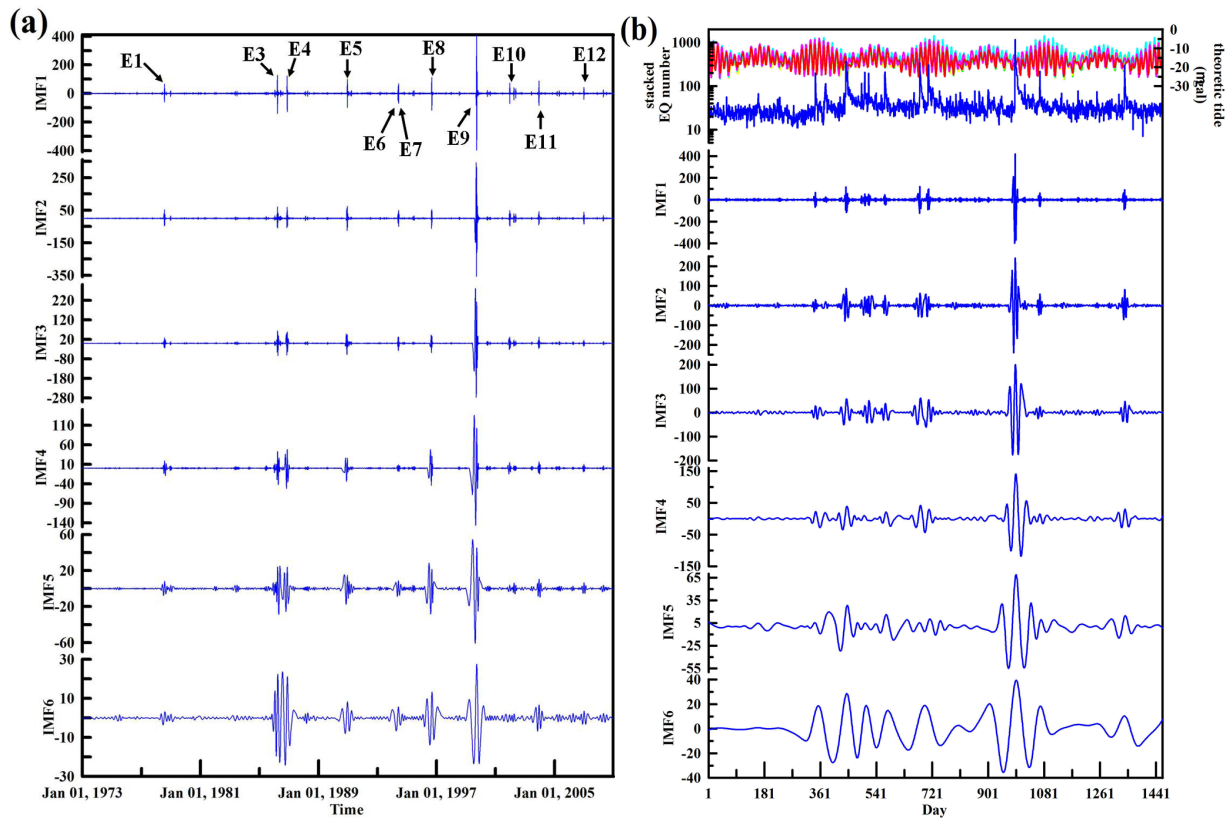 (a)
E1
E3
E4
E5
E8
E10
E12
E6
E7
E9
E11
IMF1
400
200
0
-200
-400
IMF2
250
50
-150
-350
IMF3
220
120
20
-80
-180
-280
IMF4
110
60
10
-40
-90
-140
IMF5
60
20
-20
-60
IMF6
30
10
-10
-30
Jan 01, 1973
Jan 01, 1981
Jan 01, 1989
Jan 01, 1997
Jan 01, 2005
Time
(b)
stacked
EQ number
1000
100
10
0
-10
-20
-30
theoretic tide
(mgal)
IMF1
400
200
0
-200
-400
IMF2
200
100
0
-100
-200
IMF3
200
100
0
-100
-200
IMF4
150
50
-50
-150
IMF5
65
35
5
-25
-55
IMF6
40
20
0
-20
-40
1
181
361
541
721
901
1081
1261
1441
Day